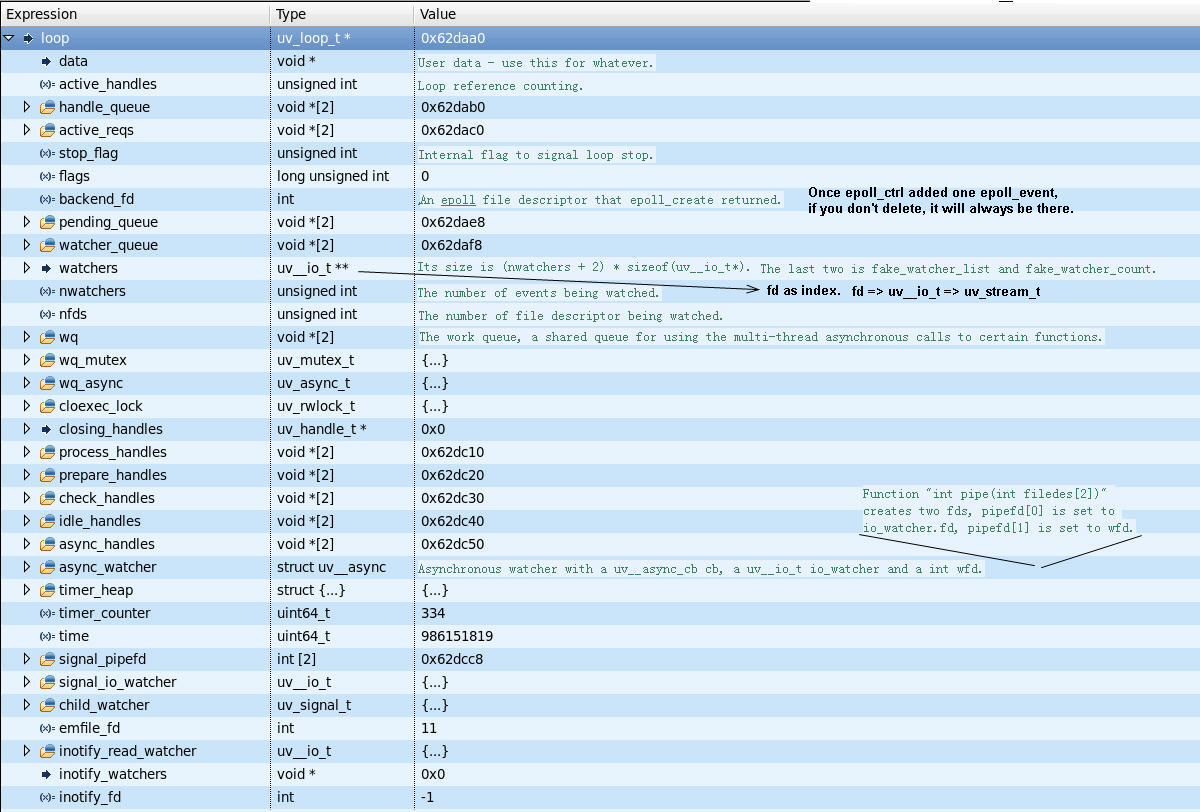 Expression Type Value
loop uv_loop_t * 0x62daa0
data void * User data - use this for whatever.
(x)= active_handles unsigned int Loop reference counting.
handle_queue void *[2] 0x62dab0
active_reqs void *[2] 0x62dac0
(x)= stop_flag unsigned int Internal flag to signal loop stop.
(x)= flags long unsigned int 0
(x)= backend_fd int An epoll file descriptor that epoll_create returned.
Once epoll_ctrl added one epoll_event,
if you don't delete, it will always be there.
pending_queue void *[2] 0x62dae8
watcher_queue void *[2] 0x62daf8
watchers uv__io_t ** Its size is (nwatchers + 2) * sizeof(uv__io_t*). The last two is fake_watcher_list and fake_watcher_count.
(x)= nwatchers unsigned int The number of events being watched. fd as index. fd => uv__io_t => uv_stream_t
(x)= nfds unsigned int The number of file descriptor being watched.
wq void *[2] The work queue, a shared queue for using the multi-thread asynchronous calls to certain functions.
wq_mutex uv_mutex_t {...}
wq_async uv_async_t {...}
cloexec_lock uv_rwlock_t {...}
closing_handles uv_handle_t * 0x0
process_handles void *[2] 0x62dc10
prepare_handles void *[2] 0x62dc20
check_handles void *[2] 0x62dc30
idle_handles void *[2] 0x62dc40
async_handles void *[2] 0x62dc50
Function "int pipe(int filedes[2])"
creates two fds, pipefd[0] is set to
io_watcher.fd, pipefd[1] is set to wfd.
async_watcher struct uv__async Asynchronous watcher with a uv__async_cb cb, a uv__io_t io_watcher and a int wfd.
timer_heap struct {...} {...}
(x)= timer_counter uint64_t 334
(x)= time uint64_t 986151819
signal_pipefd int [2] 0x62dcc8
signal_io_watcher uv__io_t {...}
child_watcher uv_signal_t {...}
(x)= emfile_fd int 11
inotify_read_watcher uv__io_t {...}
inotify_watchers void * 0x0
(x)= inotify_fd int -1